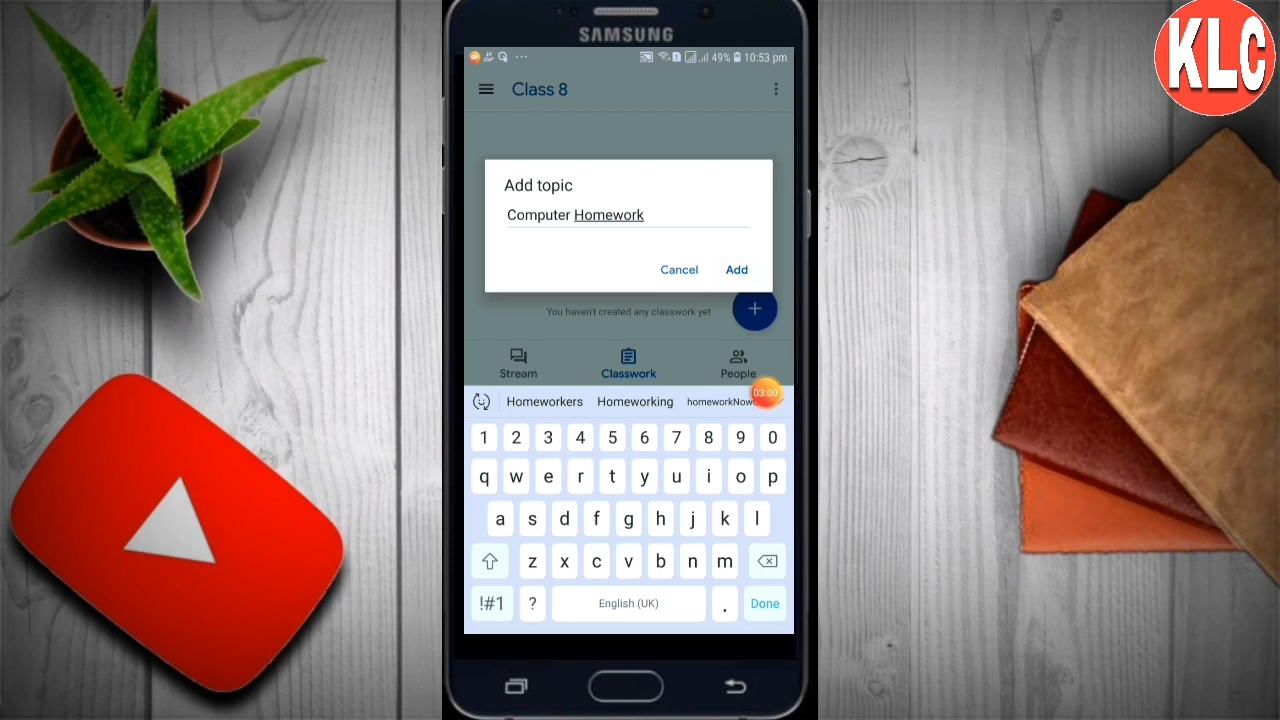 KLC
SAMSUNG
49% 10:53 pm
Class 8
Add topic
Computer Homework
Cancel Add
You haven't created any classwork yet
Stream Classwork People
03:00
Homeworkers Homeworking homeworkNow
1 2 3 4 5 6 7 8 9 0
q w e r t y u i o p
a s d f g h j k l
z x c v b n m
!#1 ? English (UK) . Done